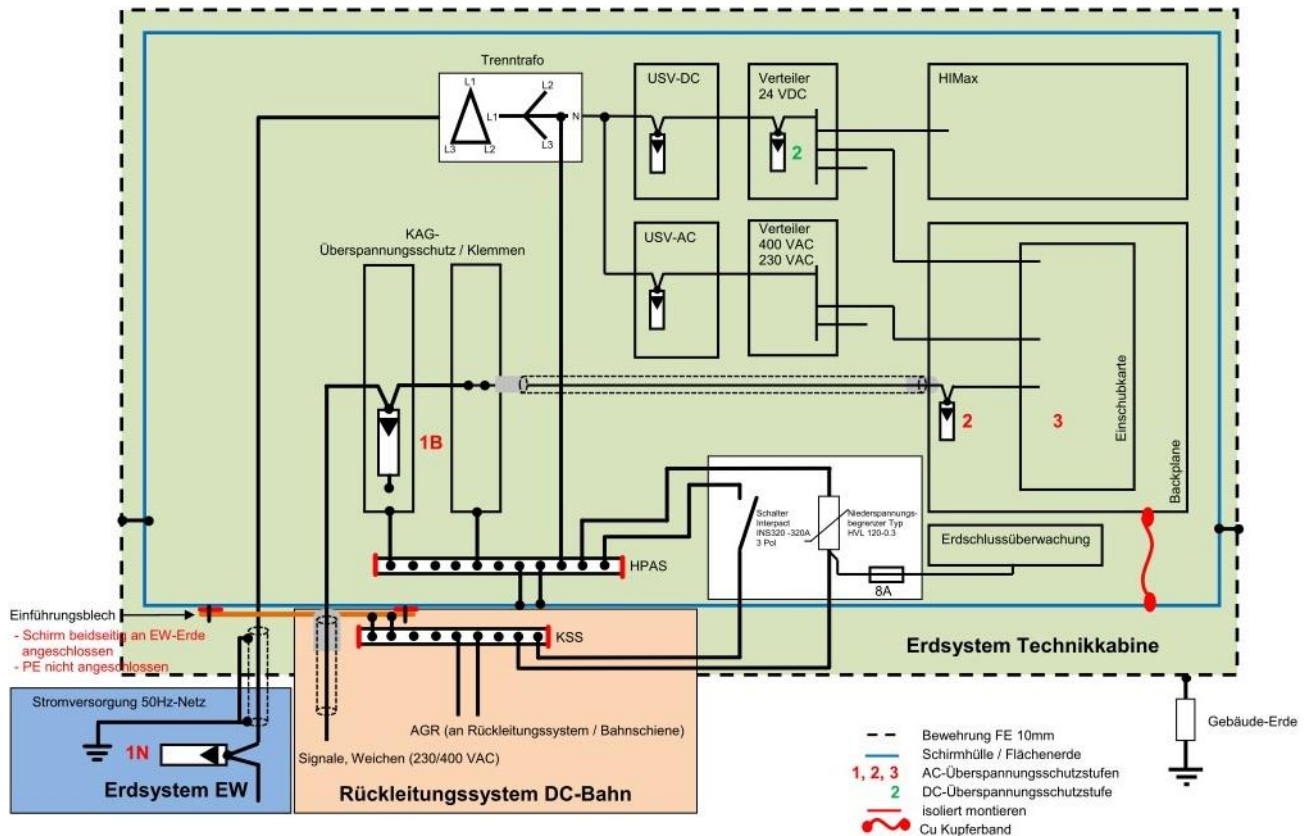 Trenntrafo
L1
L3
L2
L1
L2
L3
N
USV-DC
Verteiler
24 VDC
2
HIMax
KAG-
Überspannungsschutz / Klemmen
USV-AC
Verteiler
400 VAC
230 VAC
1B
2
3
Einschubkarte
Backplane
Schalter
Interpact
INS320 -320A
3 Pol
Niederspannungs-
begrenzer Typ
HVL 120-0.3
8A
Erdschlussüberwachung
HPAS
Einführungsblech
- Schirm beidseitig an EW-Erde
angeschlossen
- PE nicht angeschlossen
KSS
Erdsystem Technikkabine
Stromversorgung 50Hz-Netz
1N
Erdsystem EW
AGR (an Rückleitungssystem / Bahnschiene)
Signale, Weichen (230/400 VAC)
Rückleitungssystem DC-Bahn
Gebäude-Erde
Bewehrung FE 10mm
Schirmhülle / Flächenerde
1, 2, 3 AC-Überspannungsschutzstufen
2 DC-Überspannungsschutzstufe
isoliert montieren
Cu Kupferband